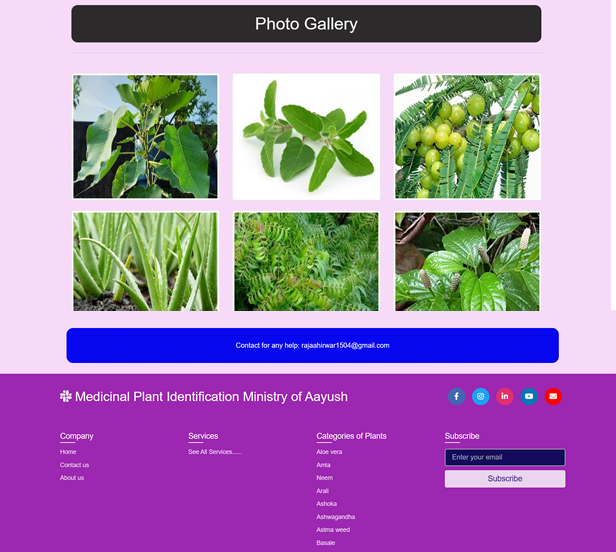 Photo Gallery
Contact for any help: rajaahirwar1504@gmail.com
Medicinal Plant Identification Ministry of Aayush
Company
Home
Contact us
About us
Services
See All Services......
Categories of Plants
Aloe vera
Amla
Neem
Arali
Ashoka
Ashwagandha
Astma weed
Basale
Subscribe
Enter your email
Subscribe